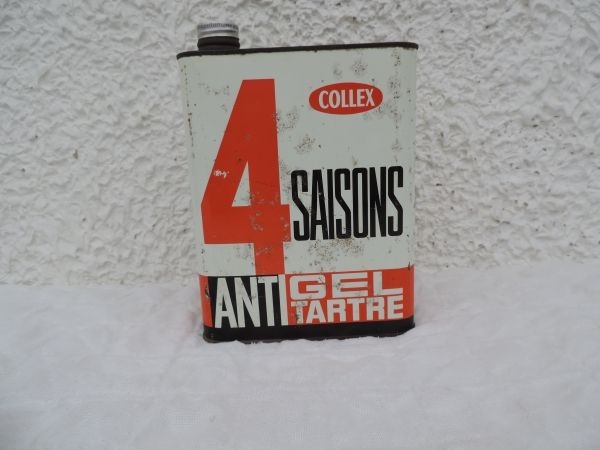 COLLEX
4 SAISONS
ANTI GEL
TARTRE